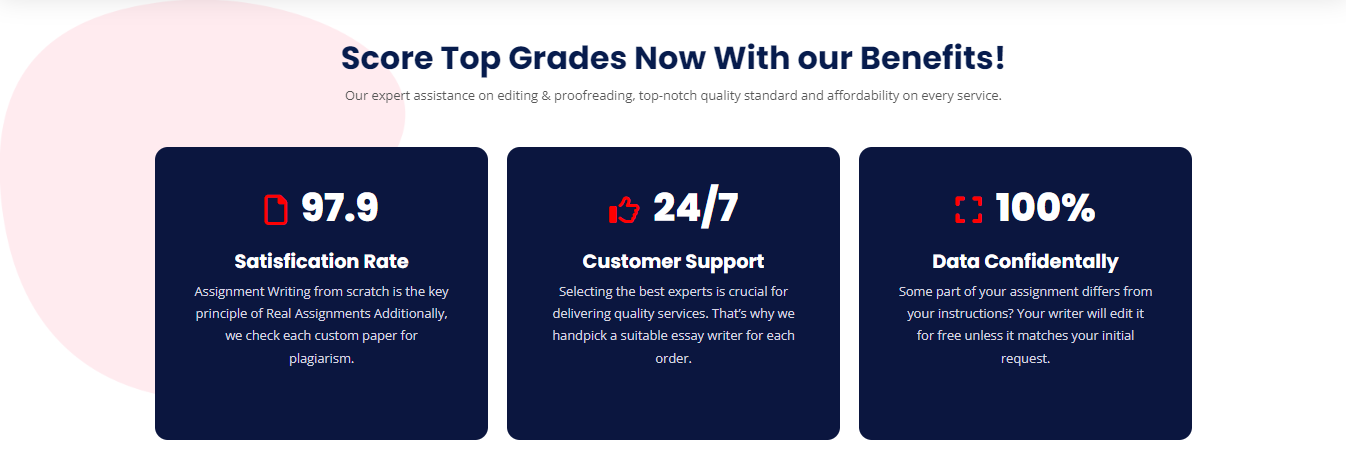 Score Top Grades Now With our Benefits!
Our expert assistance on editing & proofreading, top-notch quality standard and affordability on every service.
97.9
Satisfication Rate
Assignment Writing from scratch is the key
principle of Real Assignments Additionally,
we check each custom paper for
plagiarism.
24/7
Customer Support
Selecting the best experts is crucial for
delivering quality services. That's why we
handpick a suitable essay writer for each
order.
100%
Data Confidentally
Some part of your assignment differs from
your instructions? Your writer will edit it
for free unless it matches your initial
request.